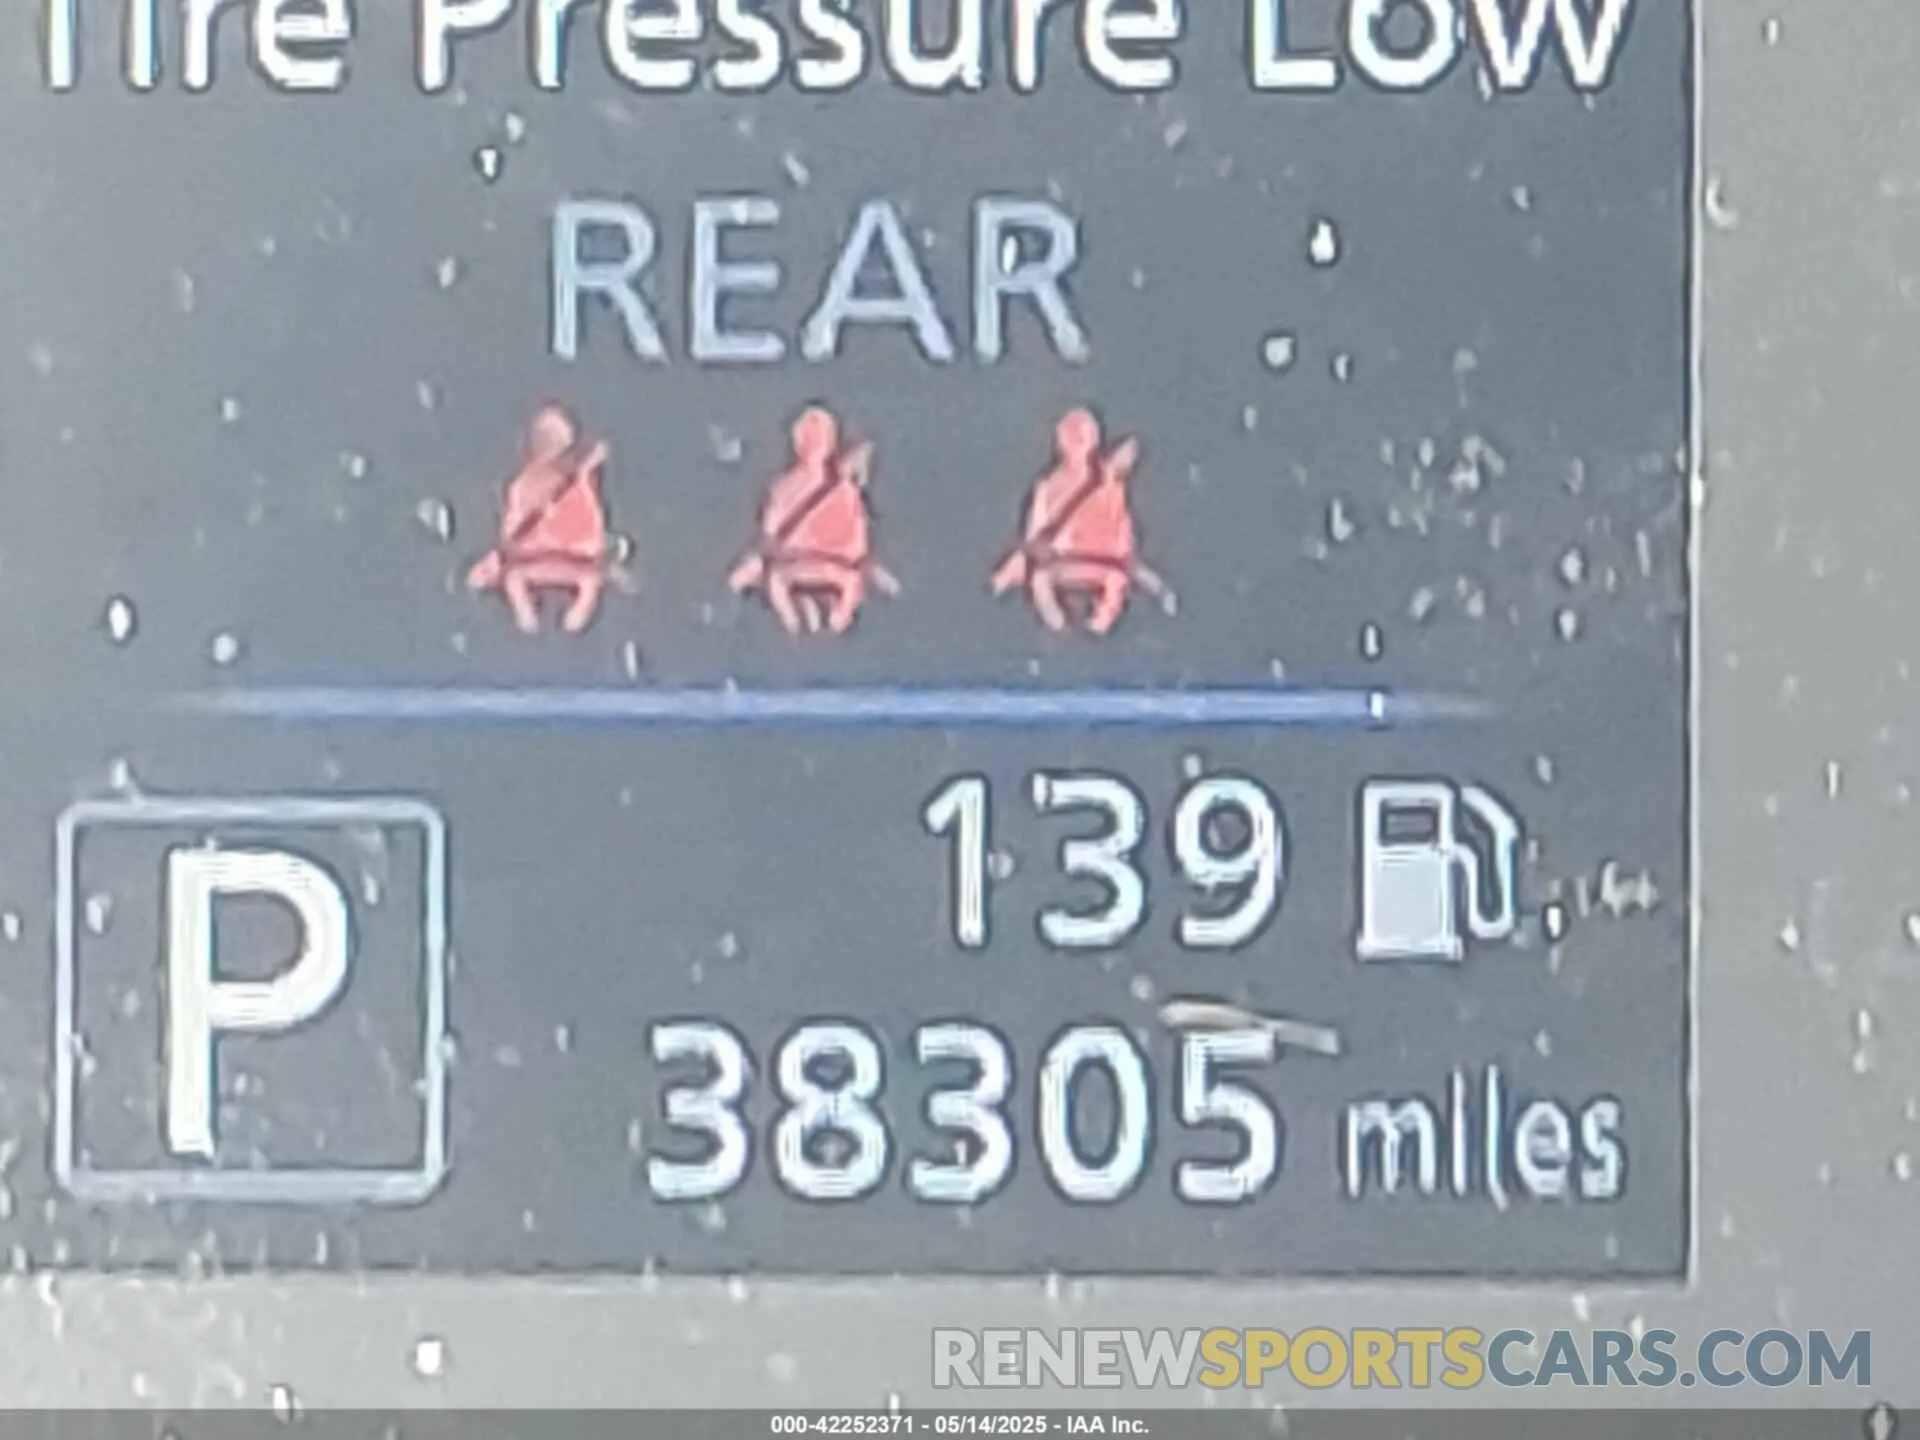 Tire Pressure Low
REAR
139
P
38305 miles
RENEWSPORTSCARS.COM
000-42252371 - 05/14/2025 - IAA Inc.